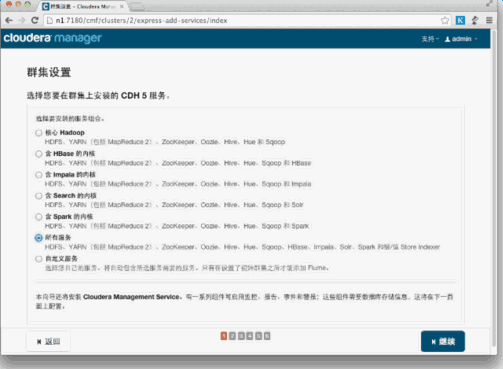 群集设置 - Cloudera Manag
n1:7180/cmf/clusters/2/express-add-services/index
cloudera manager
支持
admin
群集设置
选择您要在群集上安装的 CDH 5 服务。
选择要安装的服务组合。
核心 Hadoop
HDFS、YARN（包括 MapReduce 2）、ZooKeeper、Oozie、Hive、Hue 和 Sqoop
含 HBase 的内核
HDFS、YARN（包括 MapReduce 2）、ZooKeeper、Oozie、Hive、Hue、Sqoop 和 HBase
含 Impala 的内核
HDFS、YARN（包括 MapReduce 2）、ZooKeeper、Oozie、Hive、Hue、Sqoop 和 Impala
含 Search 的内核
HDFS、YARN（包括 MapReduce 2）、ZooKeeper、Oozie、Hive、Hue、Sqoop 和 Solr
含 Spark 的内核
HDFS、YARN（包括 MapReduce 2）、ZooKeeper、Oozie、Hive、Hue、Sqoop 和 Spark
所有服务
HDFS、YARN（包括 MapReduce 2）、ZooKeeper、Oozie、Hive、Hue、Sqoop、HBase、Impala、Solr、Spark 和键/值 Store Indexer
自定义服务
选择您自己的服务。将自动包含所选服务需要的服务。只有在设置了初始群集之后才能添加 Flume。
本向导还将安装 Cloudera Management Service。有一系列组件可启用监控、报告、事件和警报；这些组件需要数据库存储信息，这将在下一页
面上配置。
返回
1 2 3 4 5 6
继续